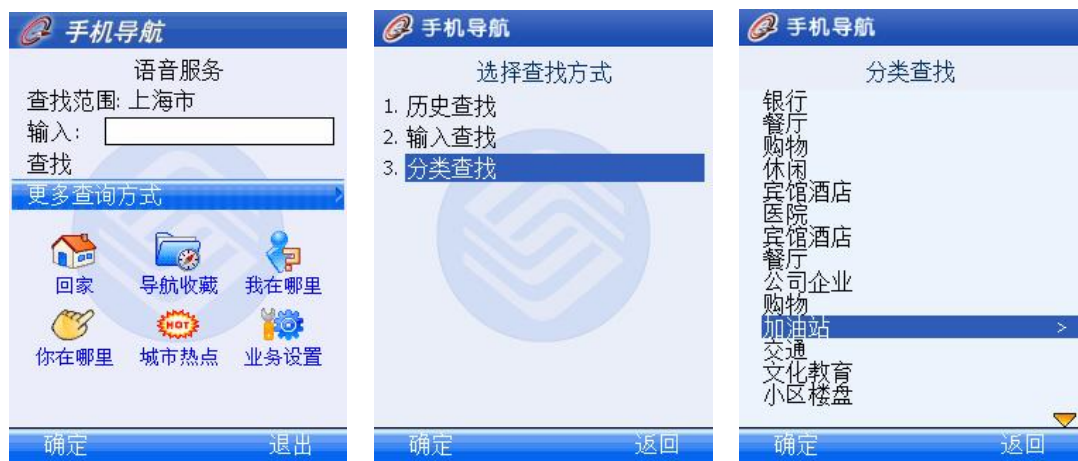 手机导航
语音服务
查找范围: 上海市
输入:
查找
更多查询方式
回家 导航收藏 我在哪里
HOT
你在哪里 城市热点 业务设置
确定 退出
手机导航
选择查找方式
1. 历史查找
2. 输入查找
3. 分类查找
确定 返回
手机导航
分类查找
银行
餐厅
购物
休闲
宾馆酒店
医院
宾馆酒店
餐厅
公司企业
购物
加油站 >
交通
文化教育
小区楼盘
确定 返回